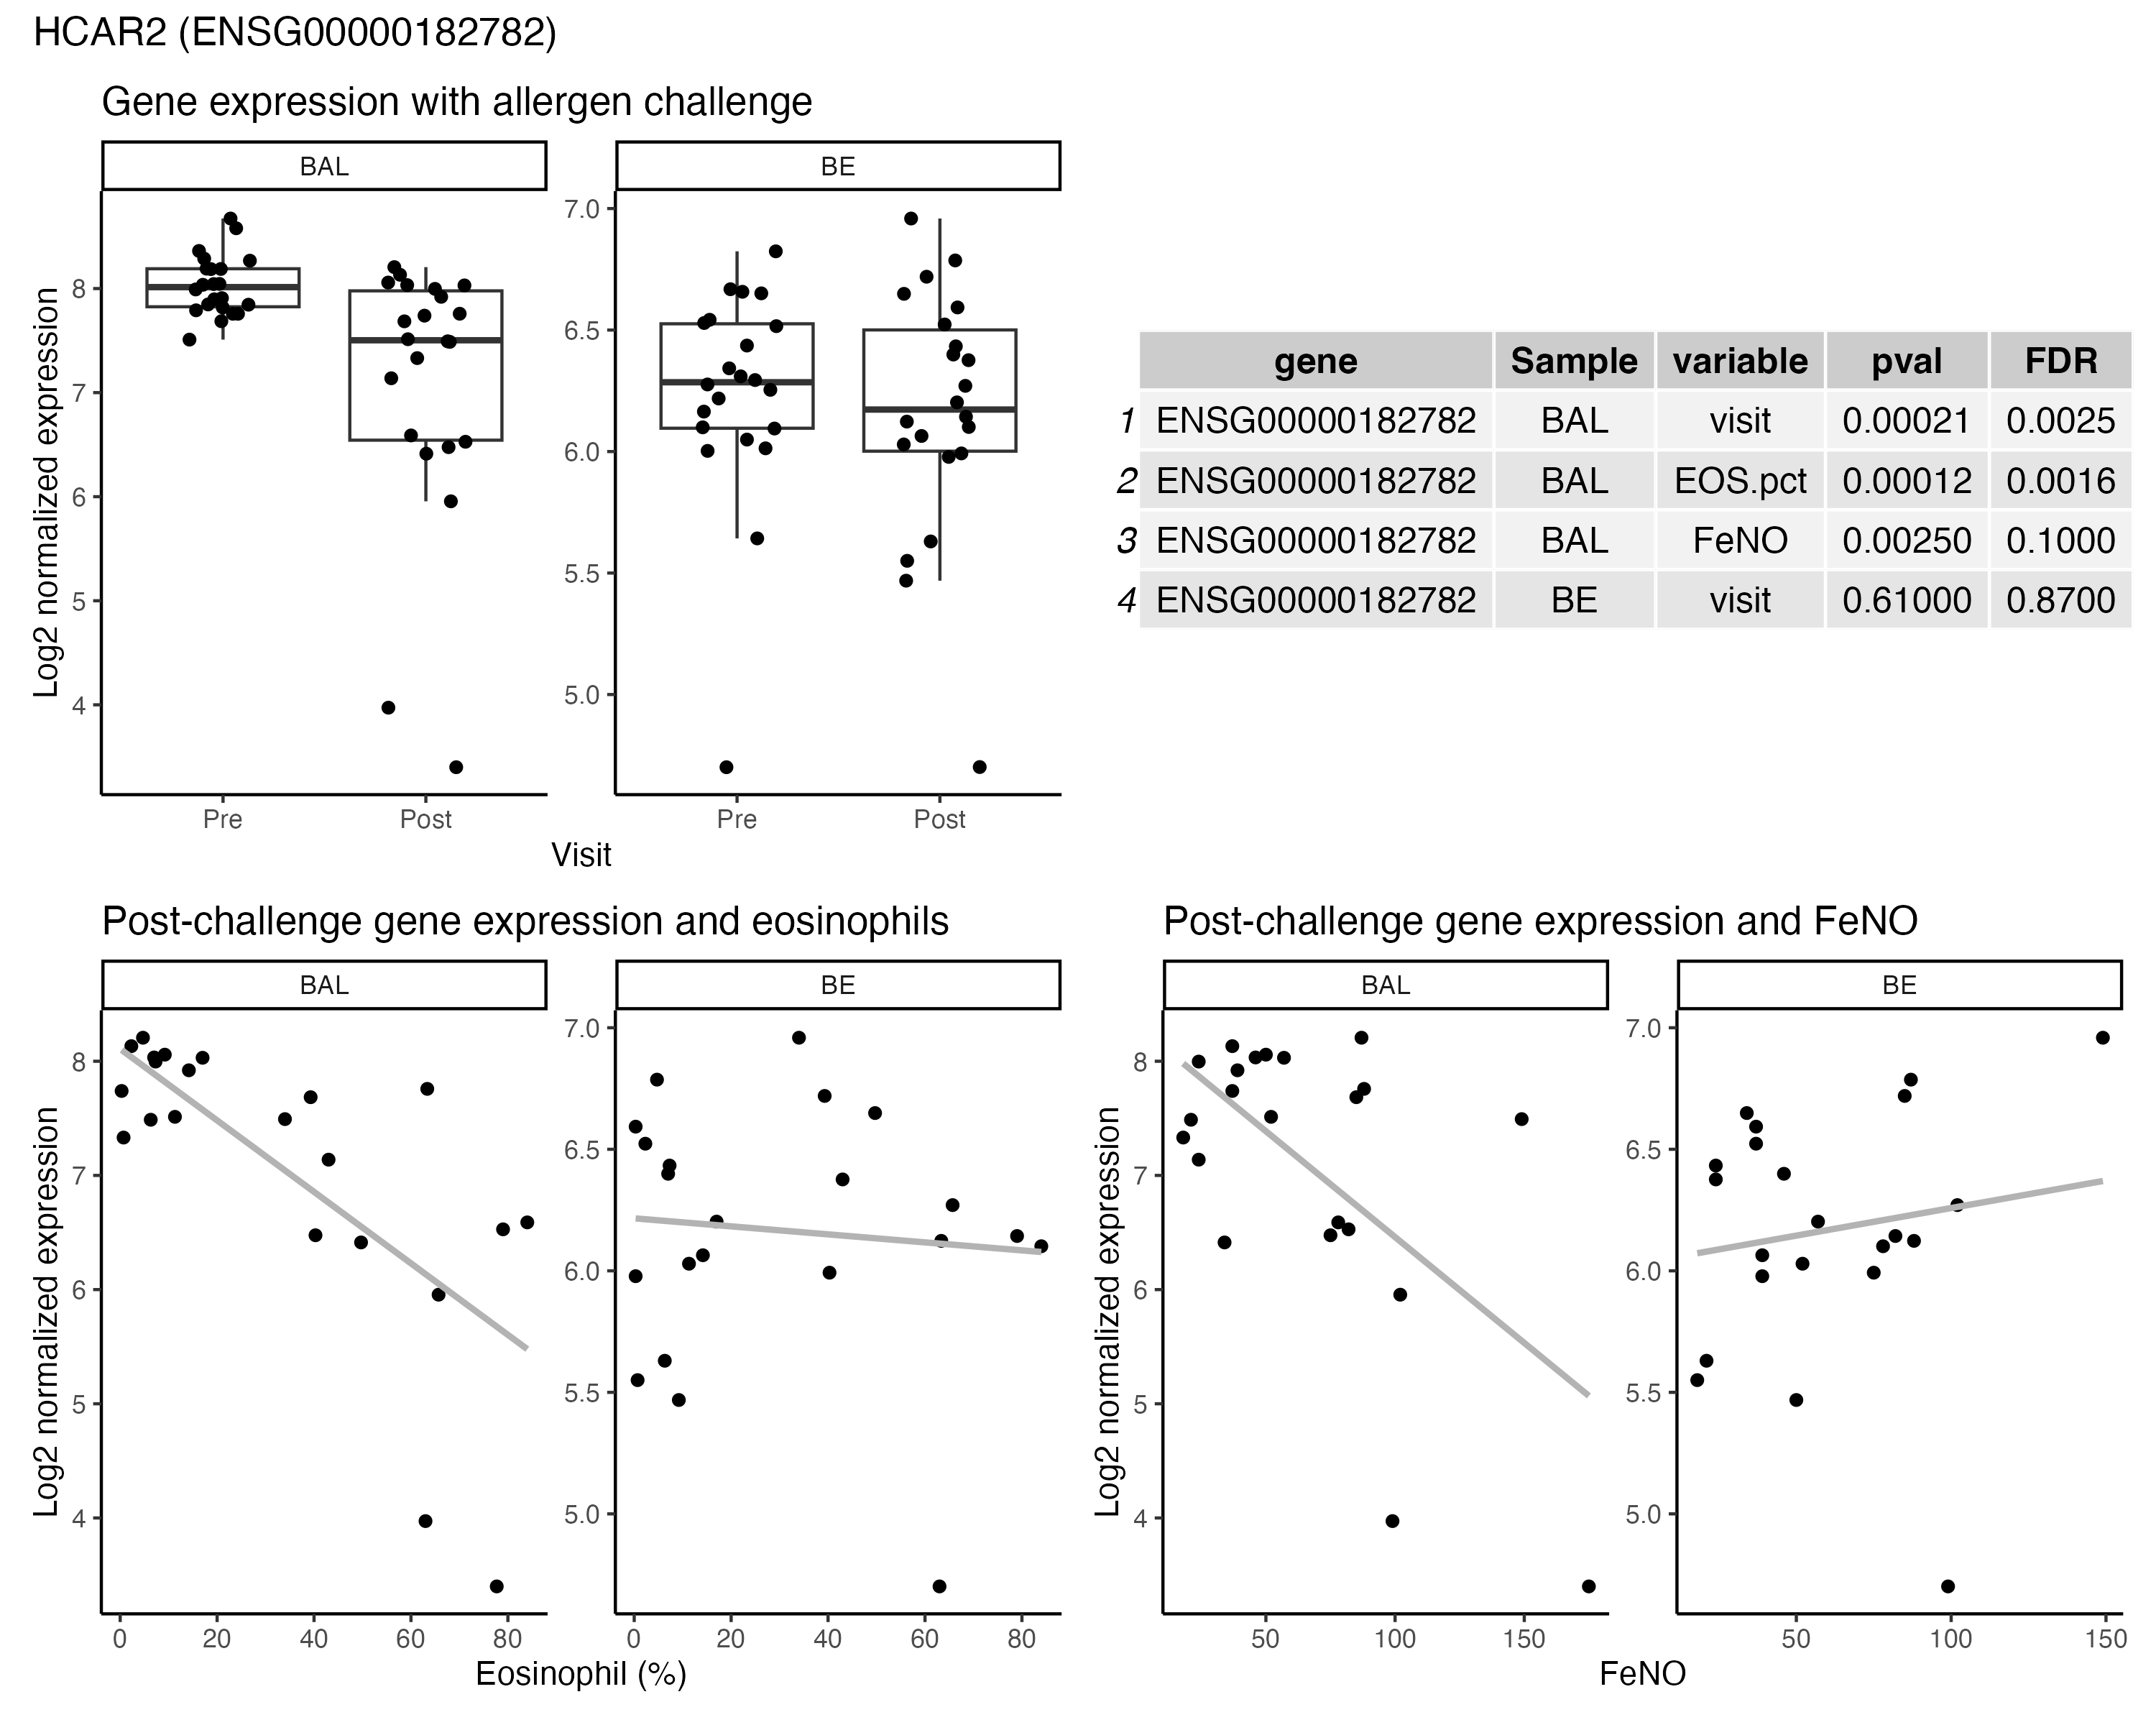 HCAR2 (ENSG00000182782)
Gene expression with allergen challenge
BAL
BE
Log2 normalized expression
8
7
6
5
4
7.0
6.5
6.0
5.5
5.0
Pre
Post
Pre
Post
Visit
gene Sample variable pval FDR
1 ENSG00000182782 BAL visit 0.00021 0.0025
2 ENSG00000182782 BAL EOS.pct 0.00012 0.0016
3 ENSG00000182782 BAL FeNO 0.00250 0.1000
4 ENSG00000182782 BE visit 0.61000 0.8700
Post-challenge gene expression and eosinophils
BAL
BE
Log2 normalized expression
8
7
6
5
4
7.0
6.5
6.0
5.5
5.0
0 20 40 60 80
0 20 40 60 80
Eosinophil (%)
Post-challenge gene expression and FeNO
BAL
BE
Log2 normalized expression
8
7
6
5
4
7.0
6.5
6.0
5.5
5.0
50 100 150
50 100 150
FeNO